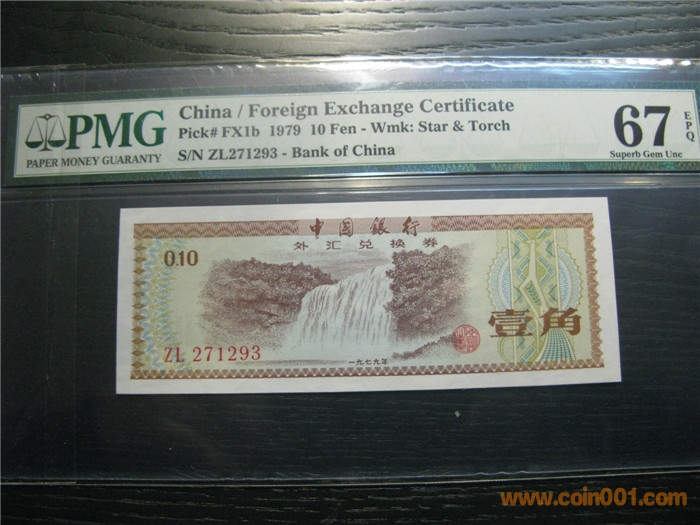 PMG
PAPER MONEY GUARANTY
China / Foreign Exchange Certificate
Pick# FX1b 1979 10 Fen - Wmk: Star & Torch
S/N ZL271293 - Bank of China
67
EPQ
Superb Gem Unc
中国银行
外汇兑换券
0.10
壹角
ZL 271293
一九七九年
www.coin001.com